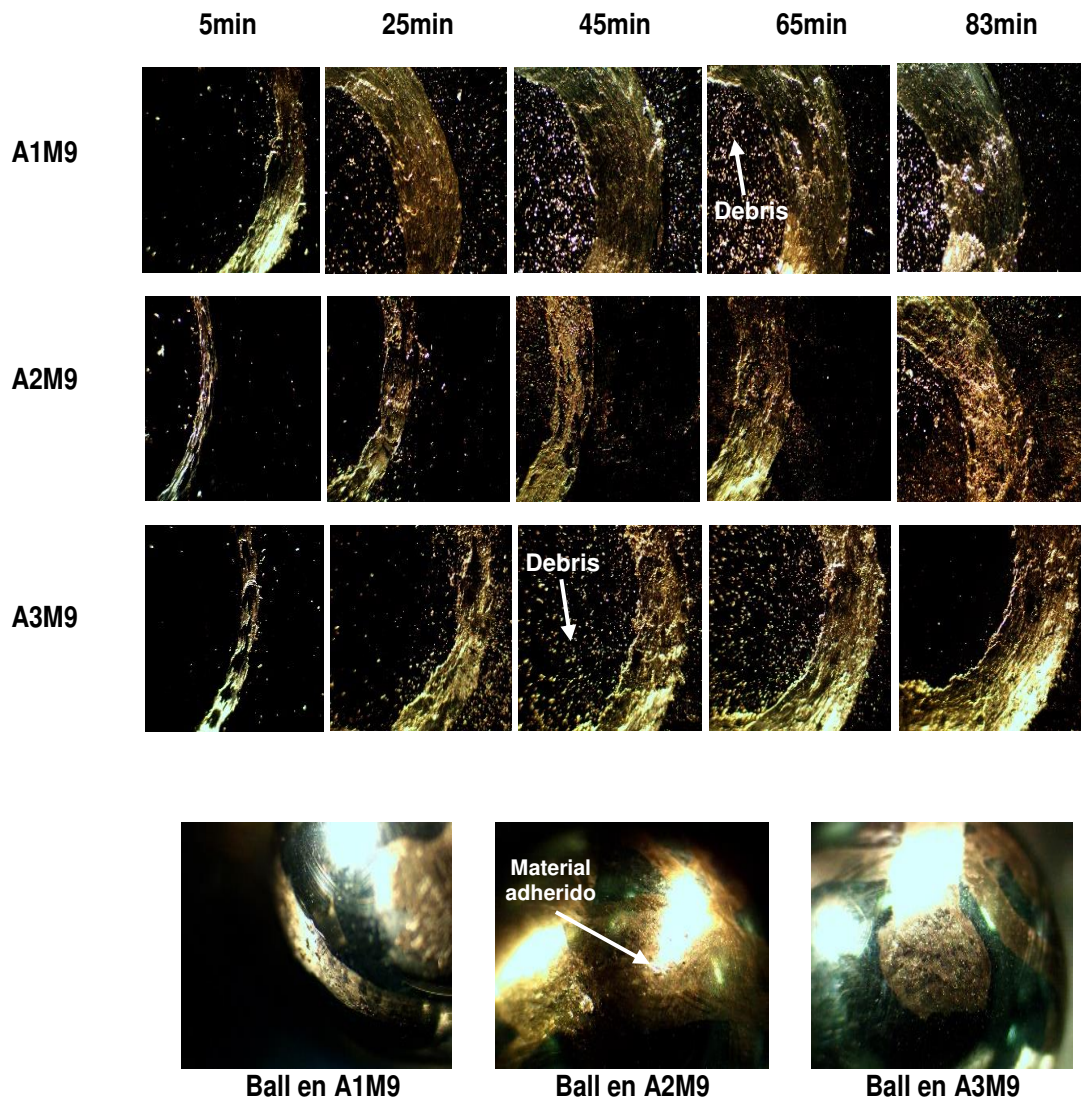 5min 25min 45min 65min 83min
A1M9
Debris
A2M9
A3M9
Debris
Material
adherido
Ball en A1M9 Ball en A2M9 Ball en A3M9